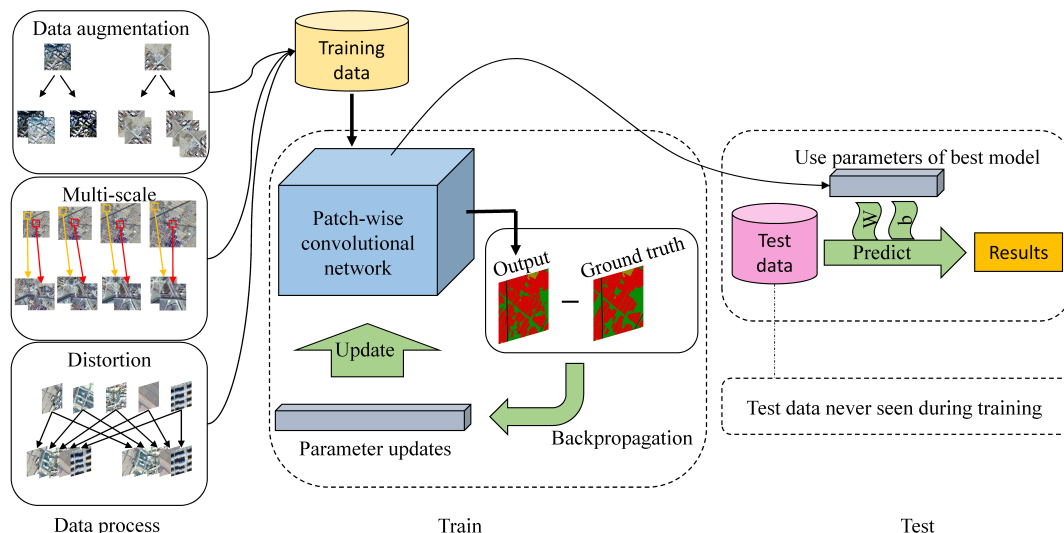 Data augmentation
Multi-scale
Distortion
Data process
Training
data
Patch-wise
convolutional
network
Output
Ground truth
Update
Parameter updates
Backpropagation
Train
Use parameters of best model
W
b
Test
data
Predict
Results
Test data never seen during training
Test